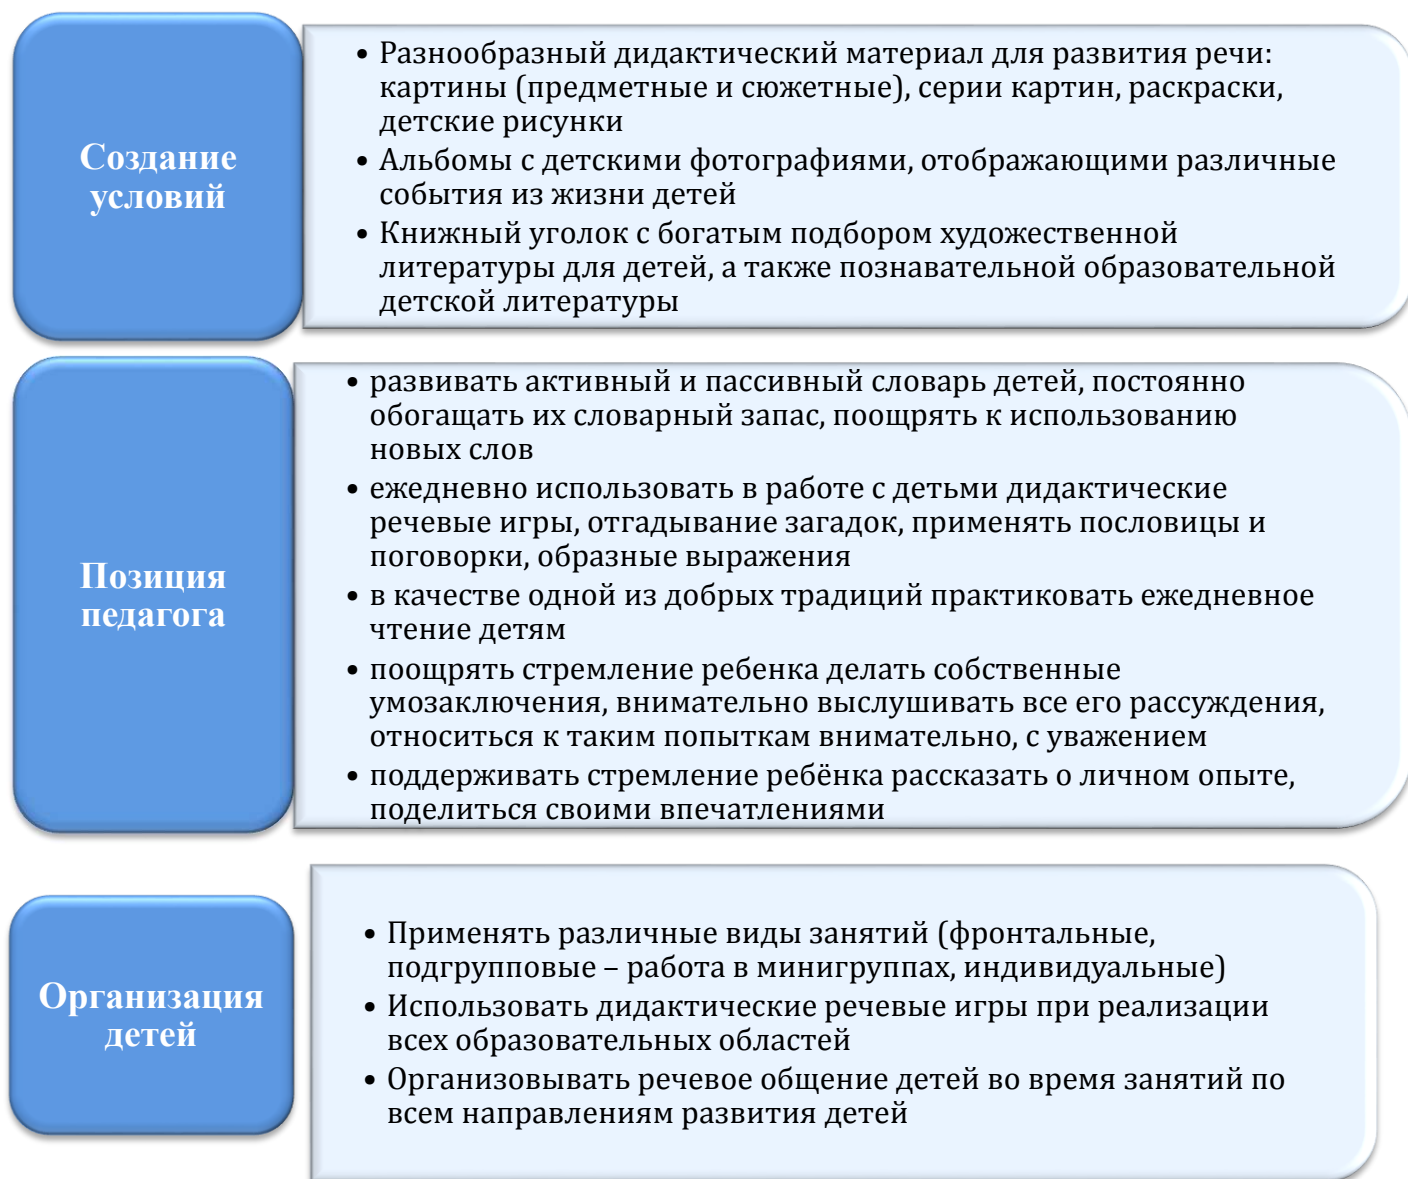 Создание
условий
• Разнообразный дидактический материал для развития речи:
картины (предметные и сюжетные), серии картин, раскраски,
детские рисунки
• Альбомы с детскими фотографиями, отображающими различные
события из жизни детей
• Книжный уголок с богатым подбором художественной
литературы для детей, а также познавательной образовательной
детской литературы
Позиция
педагога
• развивать активный и пассивный словарь детей, постоянно
обогащать их словарный запас, поощрять к использованию
новых слов
• ежедневно использовать в работе с детьми дидактические
речевые игры, отгадывание загадок, применять пословицы и
поговорки, образные выражения
• в качестве одной из добрых традиций практиковать ежедневное
чтение детям
• поощрять стремление ребенка делать собственные
умозаключения, внимательно выслушивать все его рассуждения,
относиться к таким попыткам внимательно, с уважением
• поддерживать стремление ребёнка рассказать о личном опыте,
поделиться своими впечатлениями
Организация
детей
• Применять различные виды занятий (фронтальные,
подгрупповые – работа в минигруппах, индивидуальные)
• Использовать дидактические речевые игры при реализации
всех образовательных областей
• Организовывать речевое общение детей во время занятий по
всем направлениям развития детей